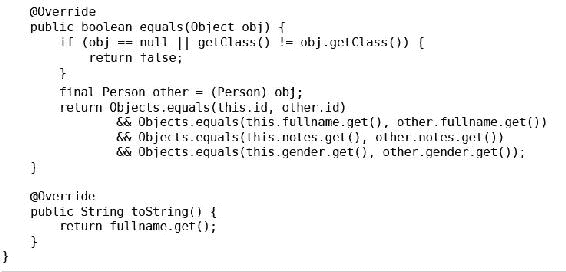 @Override
public boolean equals(Object obj) {
if (obj == null || getClass() != obj.getClass()) {
return false;
}
final Person other = (Person) obj;
return Objects.equals(this.id, other.id)
&& Objects.equals(this.fullname.get(), other.fullname.get())
&& Objects.equals(this.notes.get(), other.notes.get())
&& Objects.equals(this.gender.get(), other.gender.get());
}
@Override
public String toString() {
return fullname.get();
}
}